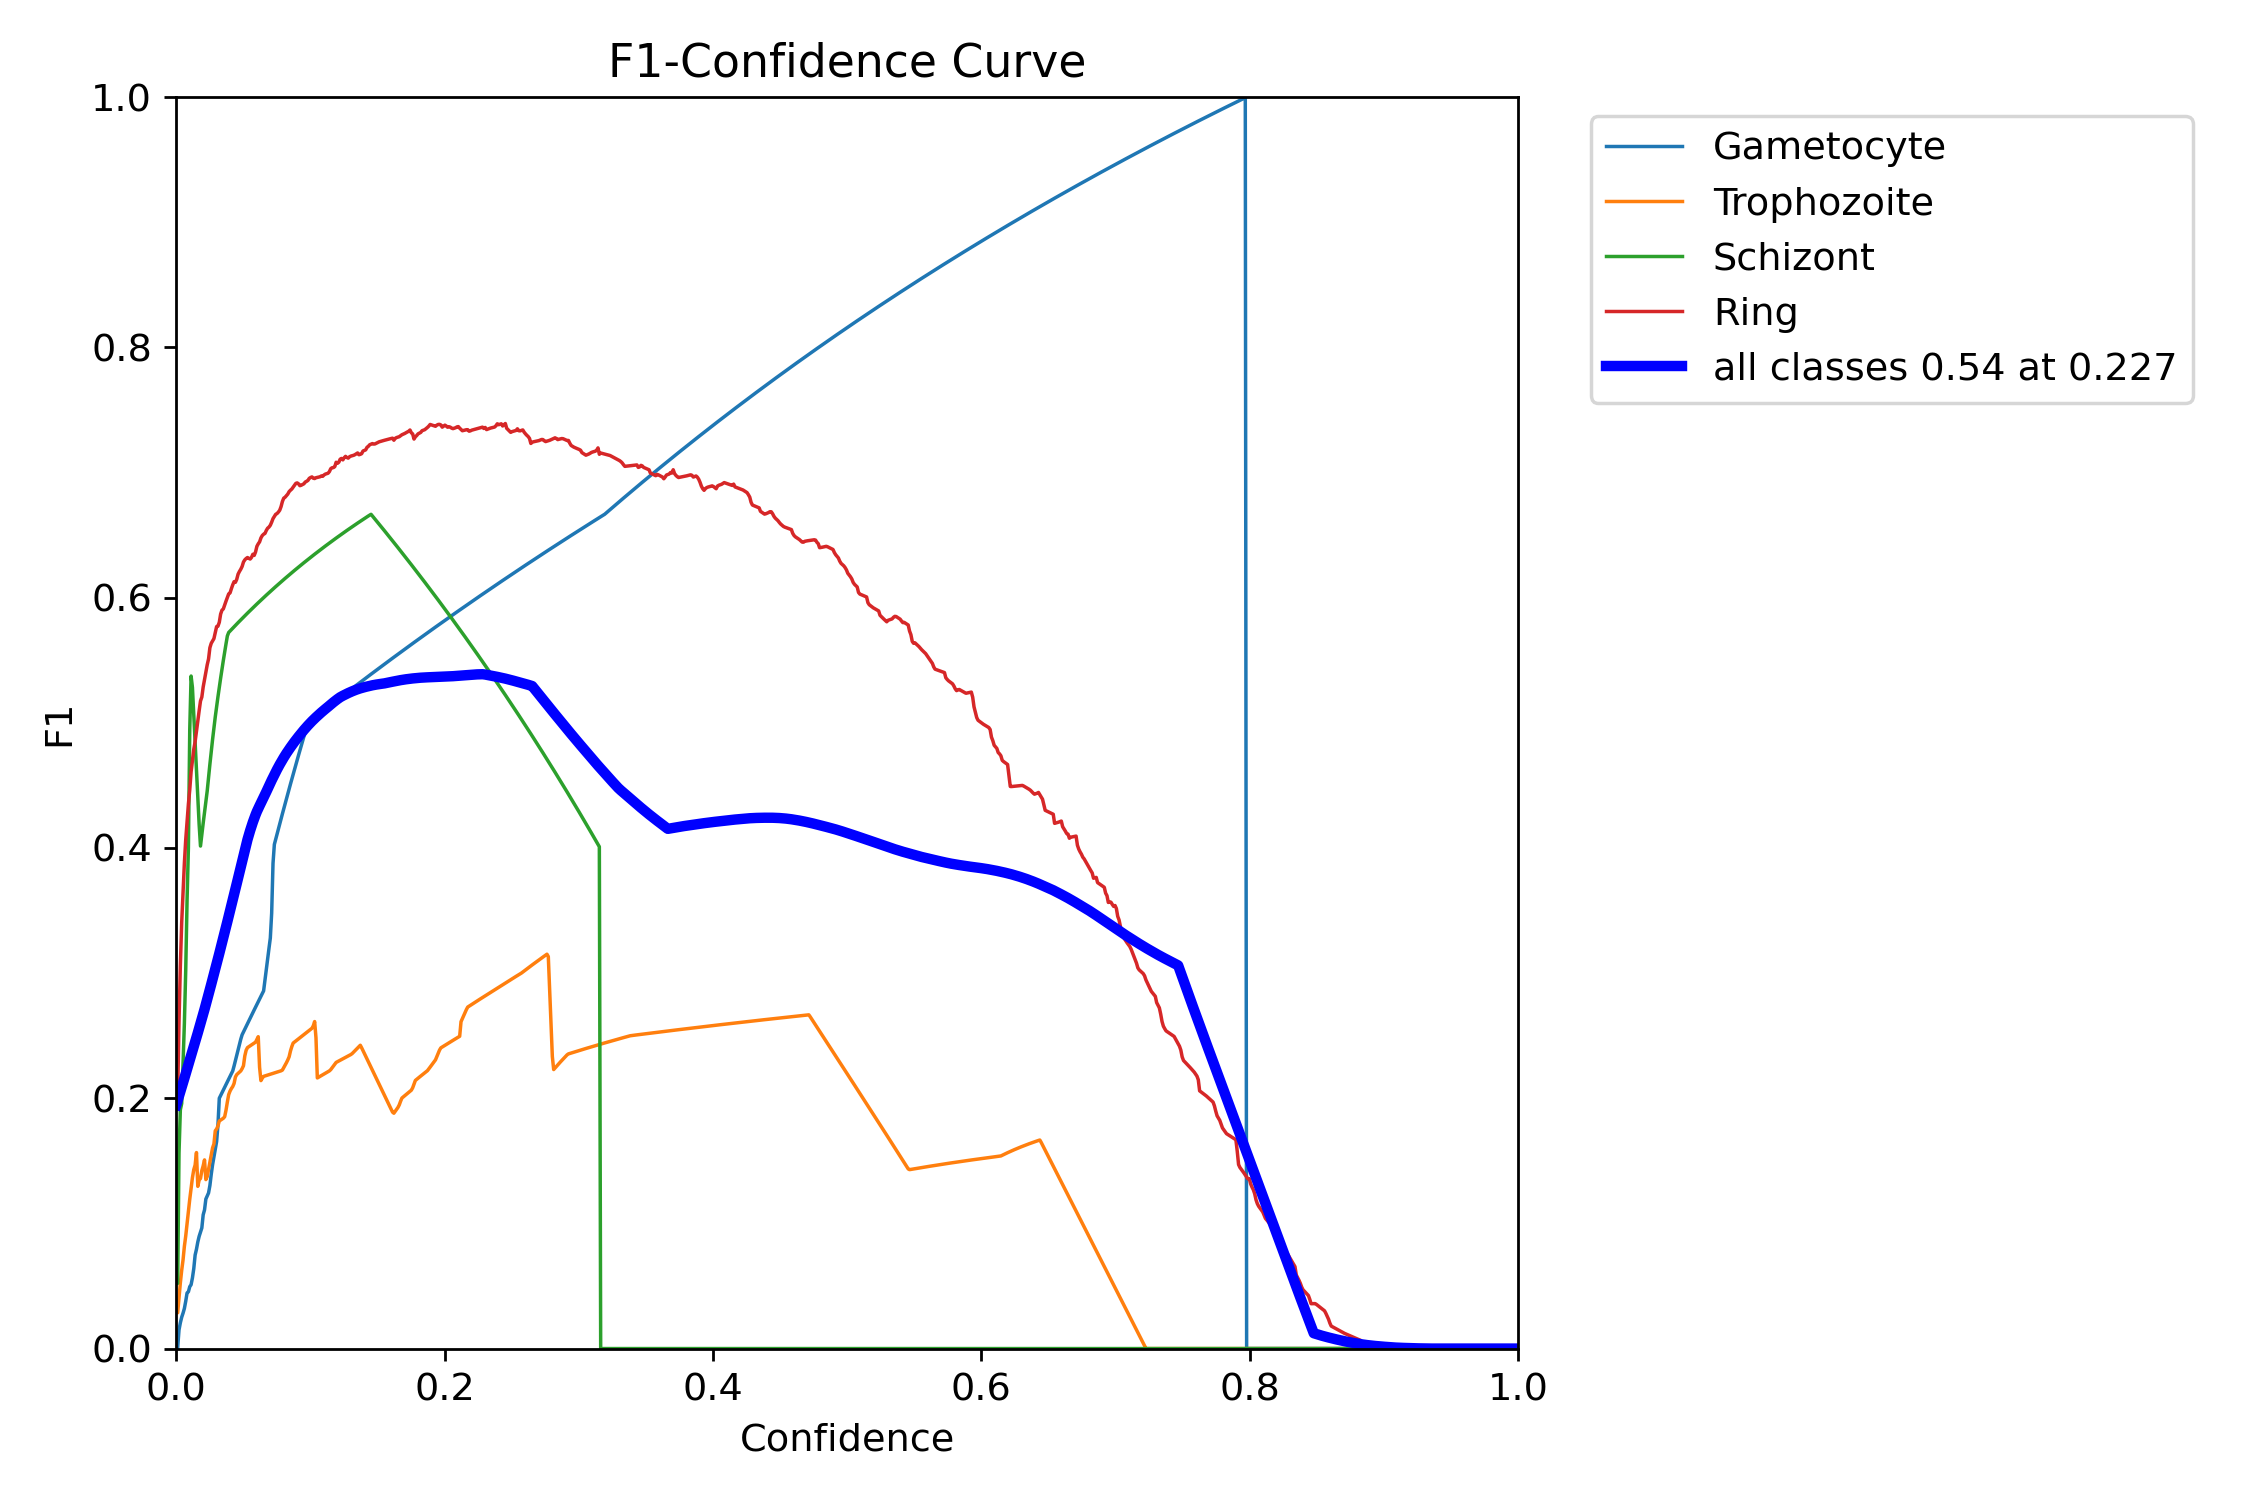 F1-Confidence Curve
1.0
0.8
0.6
0.4
0.2
0.0
F1
0.0 0.2 0.4 0.6 0.8 1.0
Confidence
Gametocyte
Trophozoite
Schizont
Ring
all classes 0.54 at 0.227